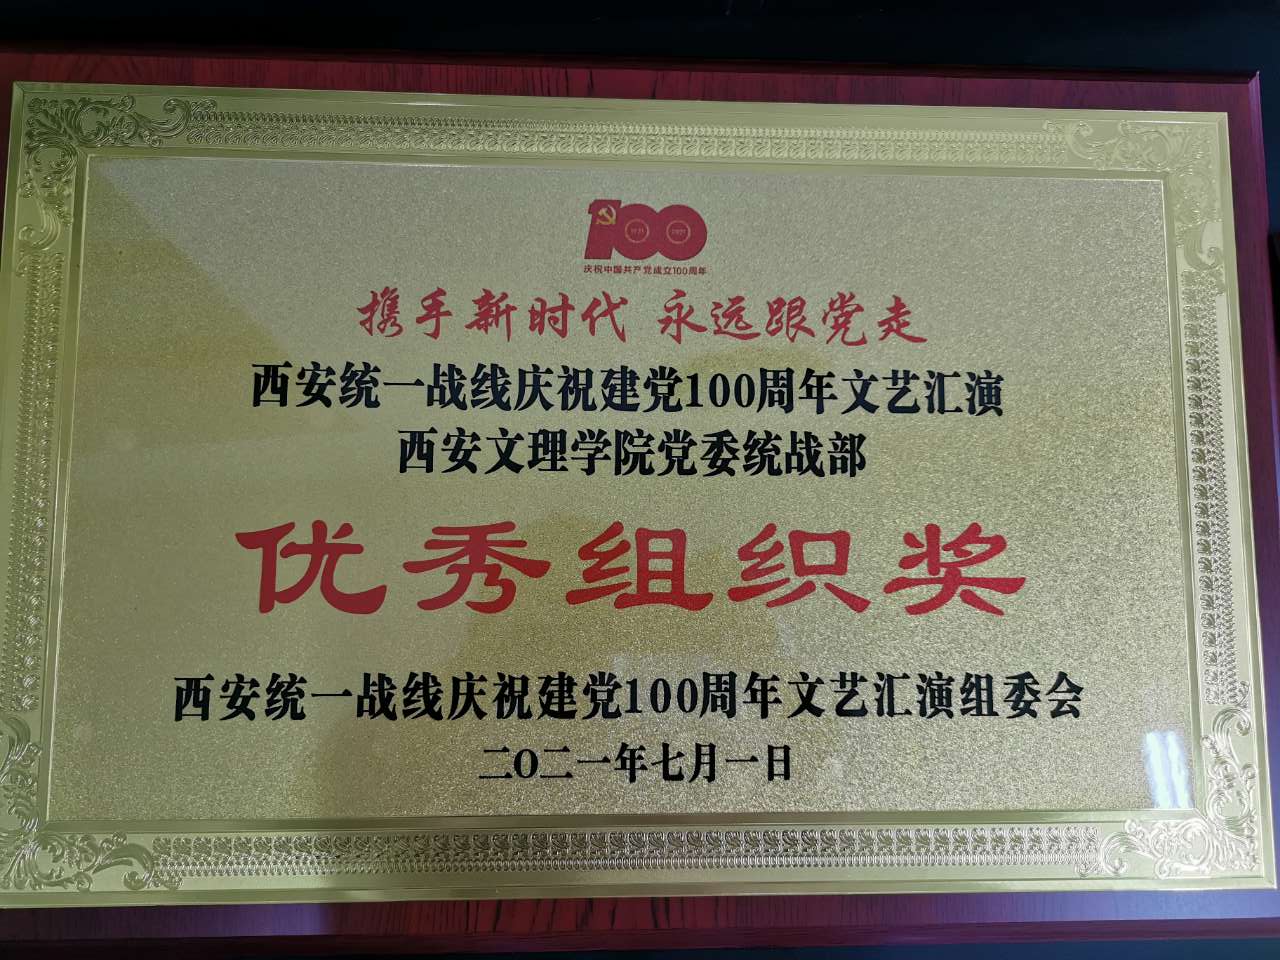 1921 2021
庆祝中国共产党成立100周年
携手新时代 永远跟党走
西安统一战线庆祝建党100周年文艺汇演
西安文理学院党委统战部
优秀组织奖
西安统一战线庆祝建党100周年文艺汇演组委会
二O二一年七月一日